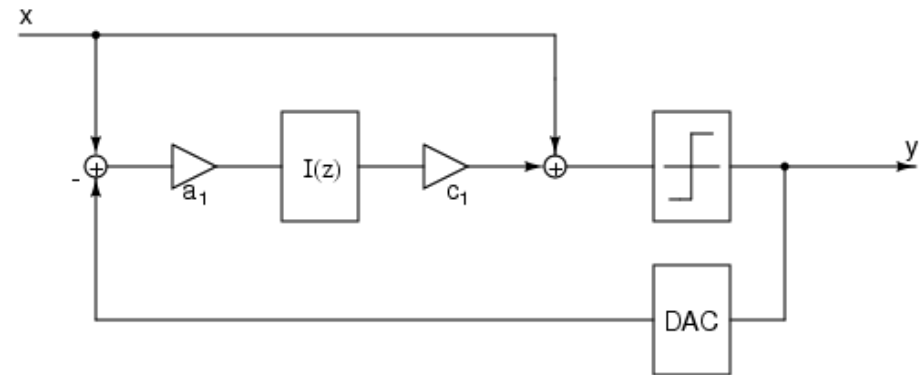 x
y
-
+
a1
I(z)
c1
+
DAC